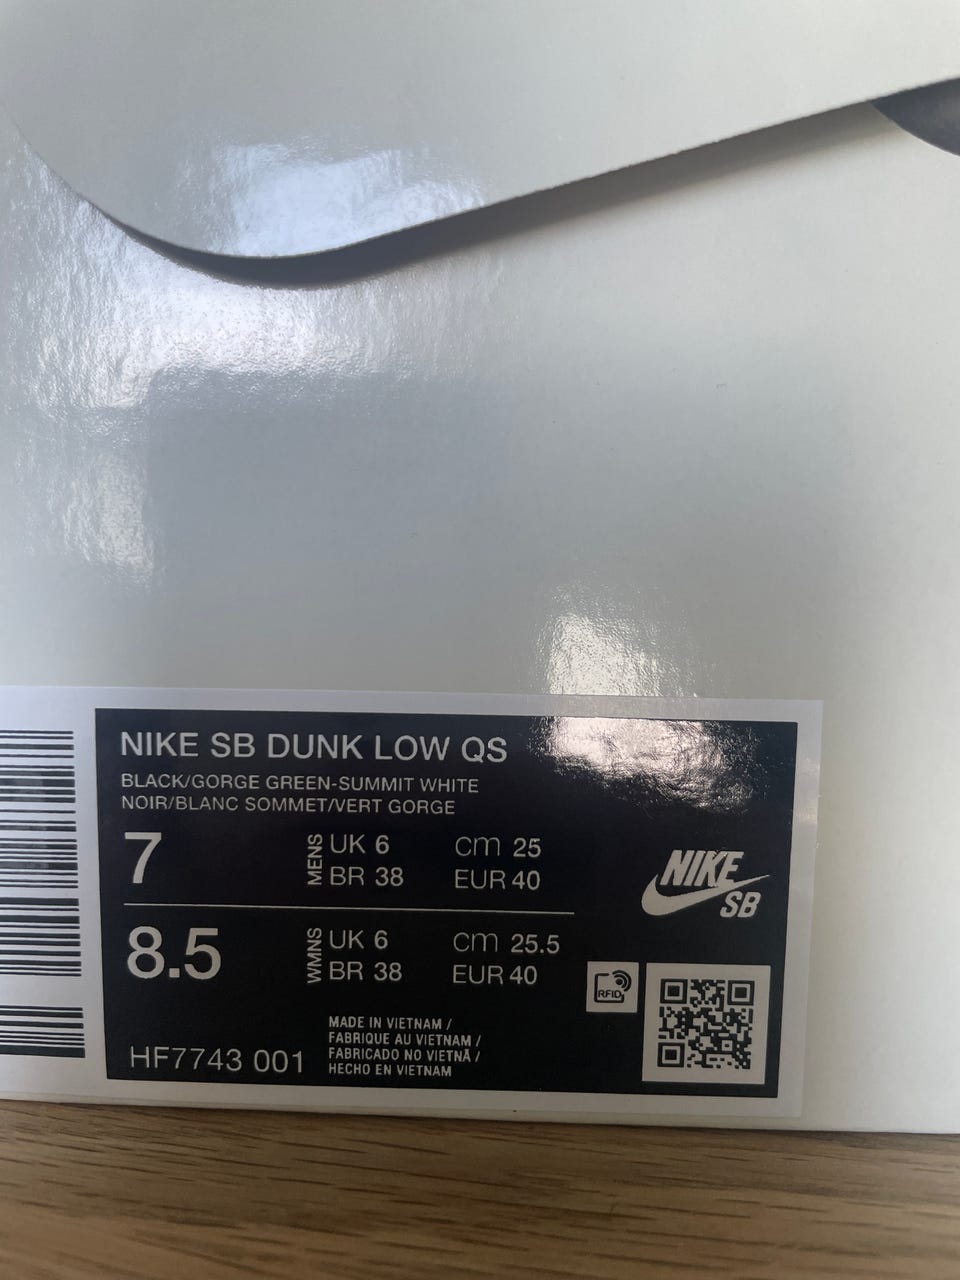 NIKE SB DUNK LOW QS
BLACK/GORGE GREEN-SUMMIT WHITE
NOIR/BLANC SOMMET/VERT GORGE
7 MENS UK 6 cm 25
BR 38 EUR 40
NIKE
SB
8.5 WMNS UK 6 cm 25.5
BR 38 EUR 40
RFID
MADE IN VIETNAM /
FABRIQUE AU VIETNAM /
FABRICADO NO VIETNÃ /
HF7743 001 HECHO EN VIETNAM